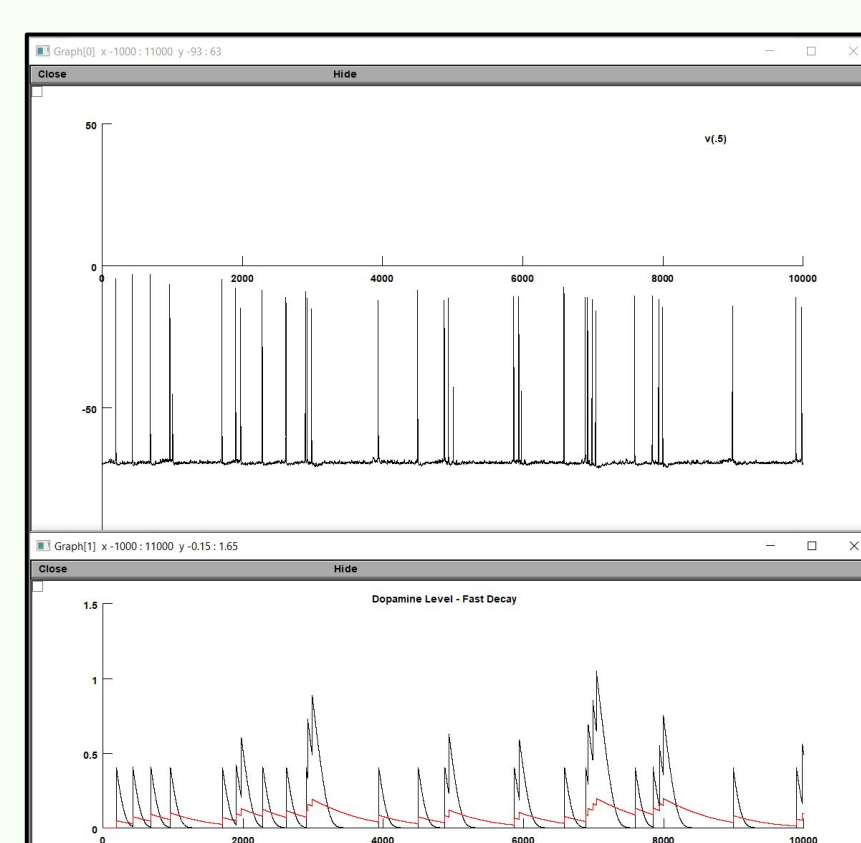 Graph[0] x -1000 : 11000 y -93 : 63
Close Hide
50
v(.5)
0
0 2000 4000 6000 8000 10000
-50
Graph[1] x -1000 : 11000 y -0.15 : 1.65
Close Hide
Dopamine Level - Fast Decay
1.5
1
0.5
0
0 2000 4000 6000 8000 10000